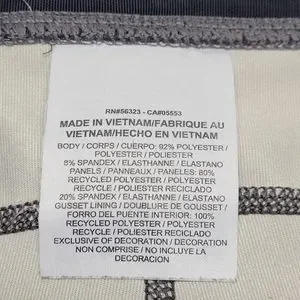 RN#56323 - CA#05553
MADE IN VIETNAM/FABRIQUE AU
VIETNAM/HECHO EN VIETNAM
BODY / CORPS / CUERPO: 92% POLYESTER /
POLYESTER / POLIESTER
8% SPANDEX / ELASTHANNE / ELASTANO
PANELS / PANNEAUX / PANELES: 80%
RECYCLED POLYESTER / POLYESTER
RECYCLÉ / POLIESTER RECICLADO
20% SPANDEX / ELASTHANNE / ELASTANO
GUSSET LINING / DOUBLURE DE GOUSSET /
FORRO DEL PUENTE INTERIOR: 100%
RECYCLED POLYESTER / POLYESTER
RECYCLÉ / POLIESTER RECICLADO
EXCLUSIVE OF DECORATION / DECORATION
NON COMPRISE / NO INCLUYE LA
DECORACION